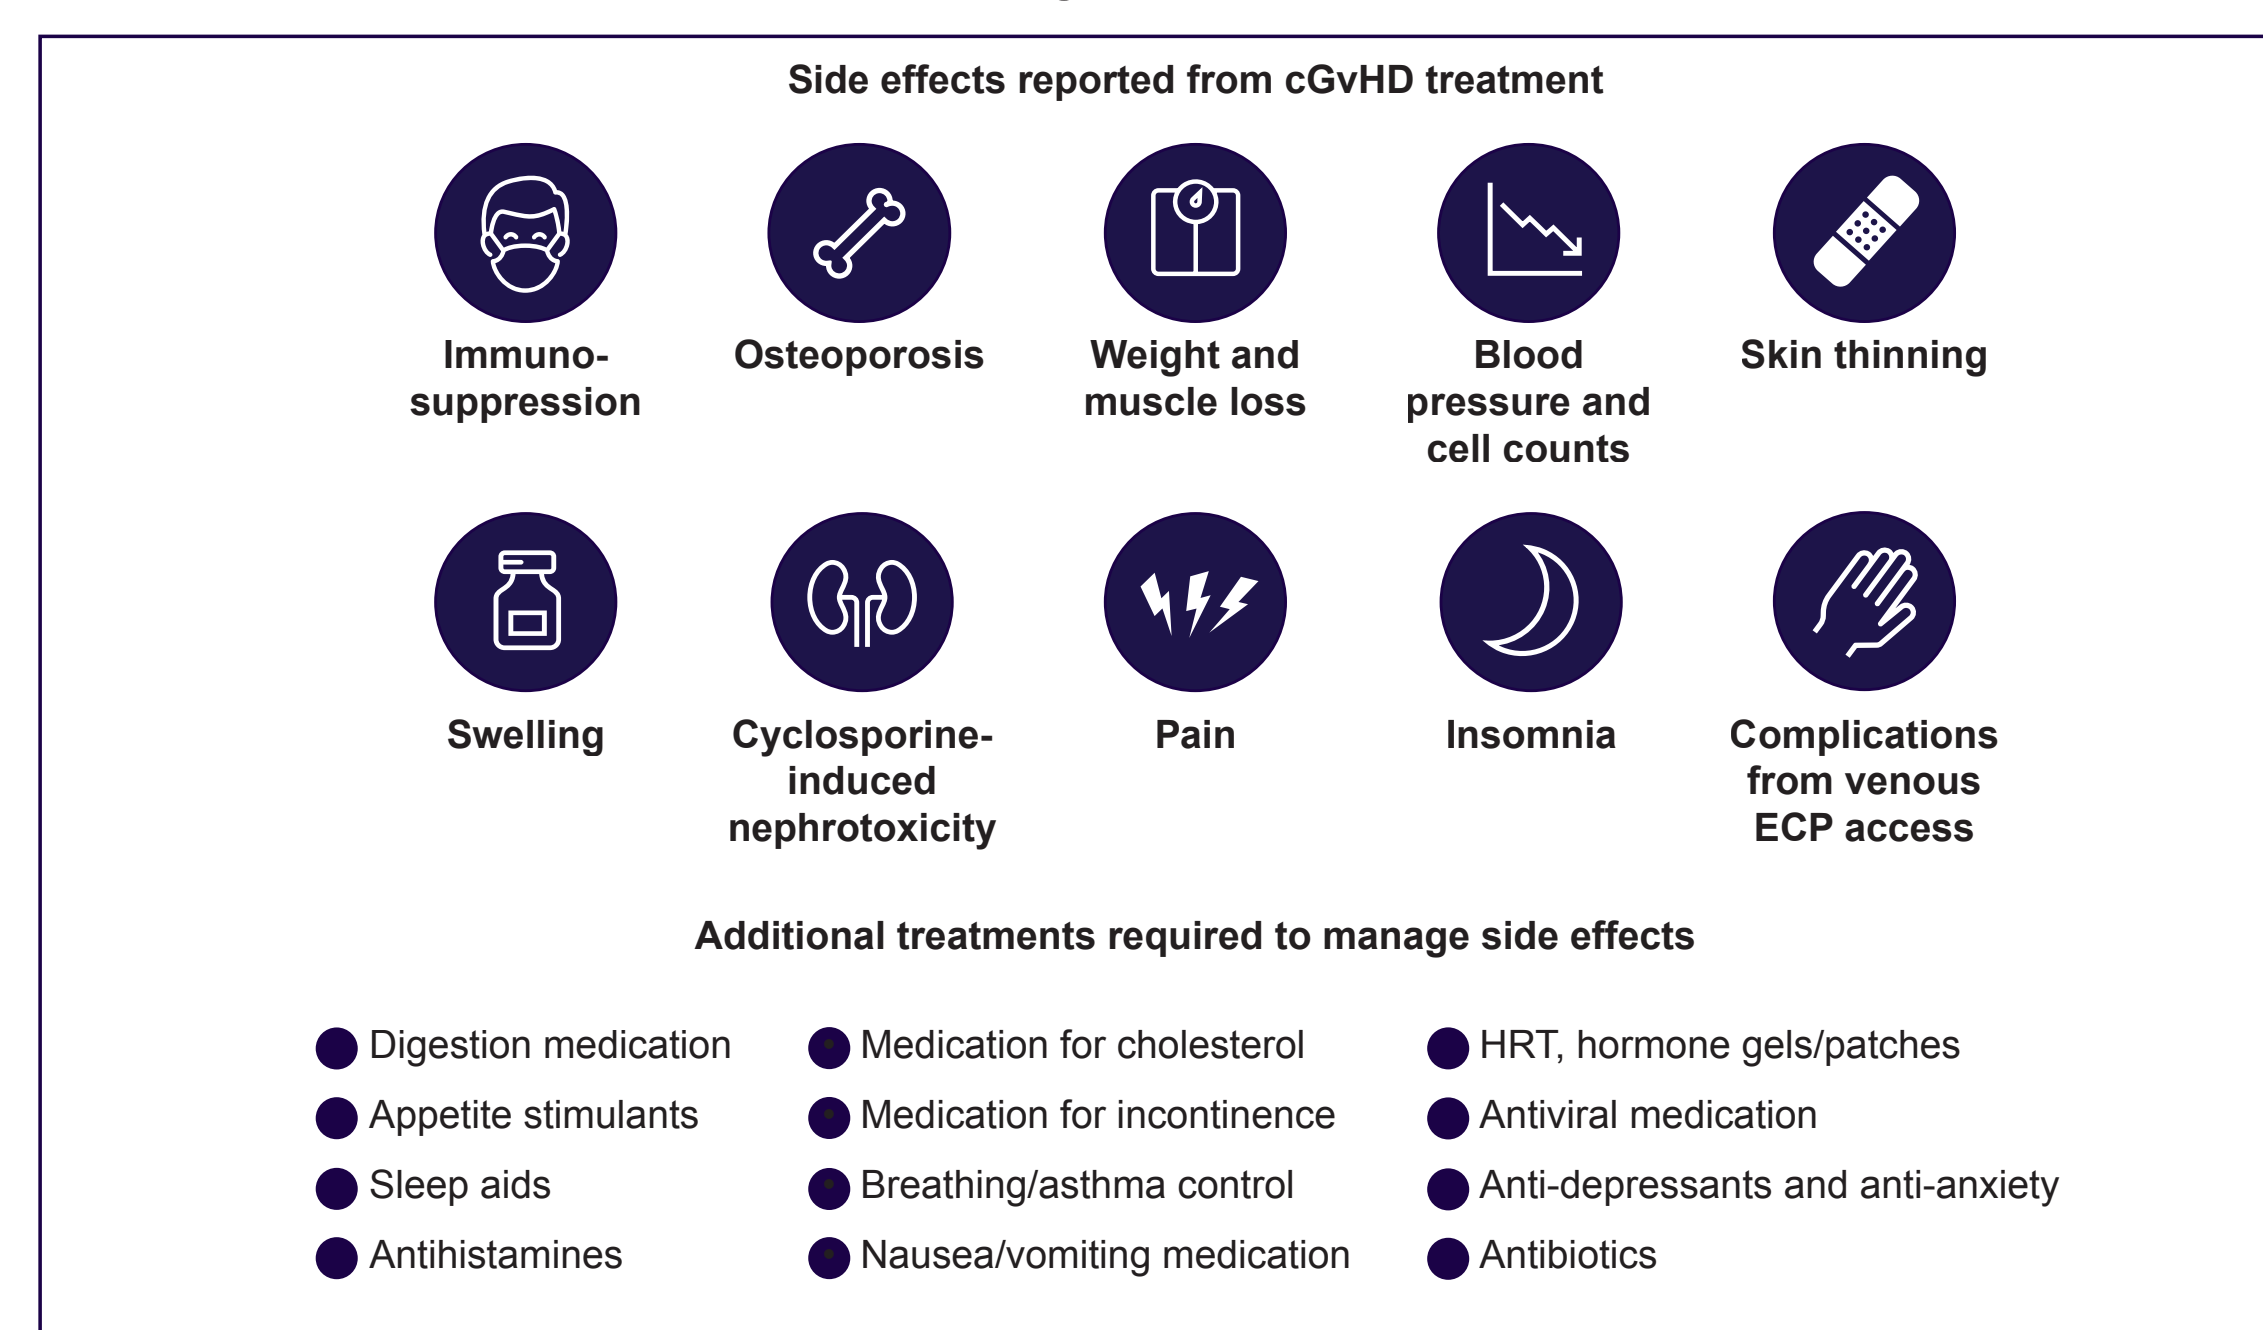 Side effects reported from cGvHD treatment
Immuno-
suppression
Osteoporosis
Weight and
muscle loss
Blood
pressure and
cell counts
Skin thinning
Swelling
Cyclosporine-
induced
nephrotoxicity
Pain
Insomnia
Complications
from venous
ECP access
Additional treatments required to manage side effects
Digestion medication
Appetite stimulants
Sleep aids
Antihistamines
Medication for cholesterol
Medication for incontinence
Breathing/asthma control
Nausea/vomiting medication
HRT, hormone gels/patches
Antiviral medication
Anti-depressants and anti-anxiety
Antibiotics